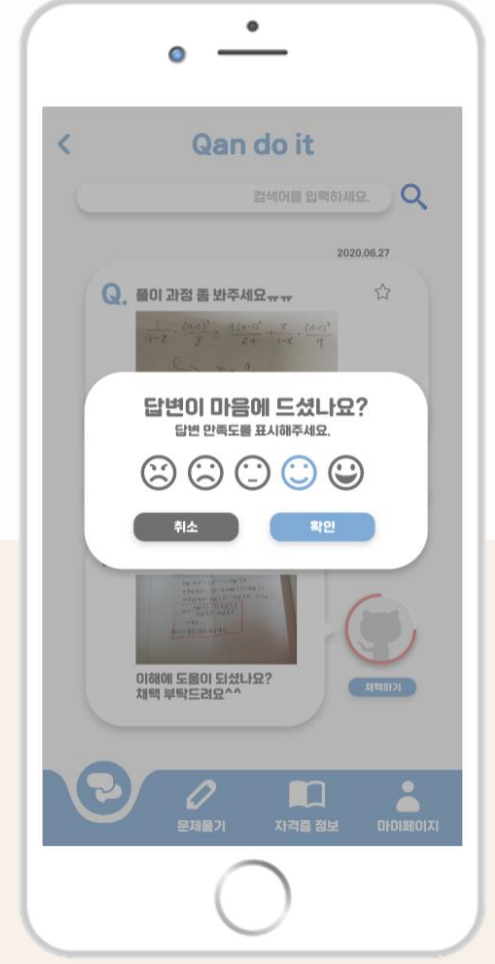 Qan do it
검색어를 입력하세요.
2020.06.27
Q. 풀이 과정 좀 봐주세요ㅠㅠ
답변이 마음에 드셨나요?
답변 만족도를 표시해주세요.
취소
확인
이해에 도움이 되셨나요?
채택 부탁드려요^^
채택하기
문제풀기
자격증 정보
마이페이지